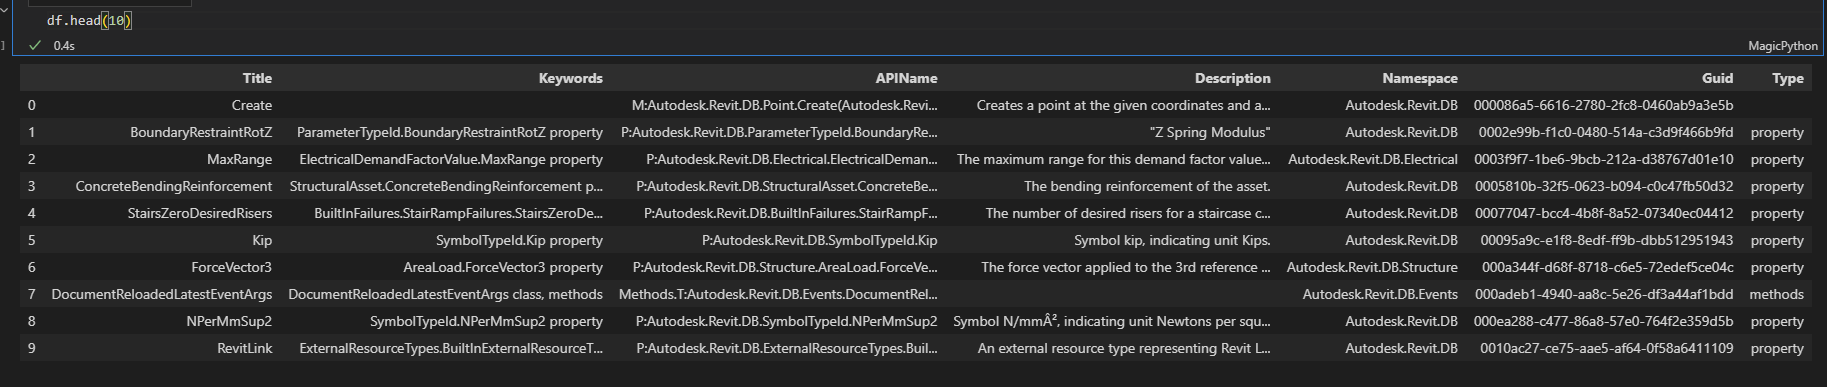 df.head(10)
] 0.4s MagicPython
Title Keywords APIName Description Namespace Guid Type
0 Create M:Autodesk.Revit.DB.Point.Create(Autodesk.Revi... Creates a point at the given coordinates and a... Autodesk.Revit.DB 000086a5-6616-2780-2fc8-0460ab9a3e5b
1 BoundaryRestraintRotZ ParameterTypeId.BoundaryRestraintRotZ property P:Autodesk.Revit.DB.ParameterTypeId.BoundaryRe... "Z Spring Modulus" Autodesk.Revit.DB 0002e99b-f1c0-0480-514a-c3d9f466b9fd property
2 MaxRange ElectricalDemandFactorValue.MaxRange property P:Autodesk.Revit.DB.Electrical.ElectricalDeman... The maximum range for this demand factor value... Autodesk.Revit.DB.Electrical 0003f9f7-1be6-9bcb-212a-d38767d01e10 property
3 ConcreteBendingReinforcement StructuralAsset.ConcreteBendingReinforcement p... P:Autodesk.Revit.DB.StructuralAsset.ConcreteBe... The bending reinforcement of the asset. Autodesk.Revit.DB 0005810b-32f5-0623-b094-c0c47fb50d32 property
4 StairsZeroDesiredRisers BuiltInFailures.StairRampFailures.StairsZeroDe... P:Autodesk.Revit.DB.BuiltInFailures.StairRampF... The number of desired risers for a staircase c... Autodesk.Revit.DB 00077047-bcc4-4b8f-8a52-07340ec04412 property
5 Kip SymbolTypeId.Kip property P:Autodesk.Revit.DB.SymbolTypeId.Kip Symbol kip, indicating unit Kips. Autodesk.Revit.DB 00095a9c-e1f8-8edf-ff9b-dbb512951943 property
6 ForceVector3 AreaLoad.ForceVector3 property P:Autodesk.Revit.DB.Structure.AreaLoad.ForceVe... The force vector applied to the 3rd reference ... Autodesk.Revit.DB.Structure 000a344f-d68f-8718-c6e5-72edef5ce04c property
7 DocumentReloadedLatestEventArgs DocumentReloadedLatestEventArgs class, methods Methods.T:Autodesk.Revit.DB.Events.DocumentRel... Autodesk.Revit.DB.Events 000adeb1-4940-aa8c-5e26-df3a44af1bdd methods
8 NPerMmSup2 SymbolTypeId.NPerMmSup2 property P:Autodesk.Revit.DB.SymbolTypeId.NPerMmSup2 Symbol N/mmÂ², indicating unit Newtons per squ... Autodesk.Revit.DB 000ea288-c477-86a8-57e0-764f2e359d5b property
9 RevitLink ExternalResourceTypes.BuiltInExternalResourceT... P:Autodesk.Revit.DB.ExternalResourceTypes.Buil... An external resource type representing Revit L... Autodesk.Revit.DB 0010ac27-ce75-aae5-af64-0f58a6411109 property